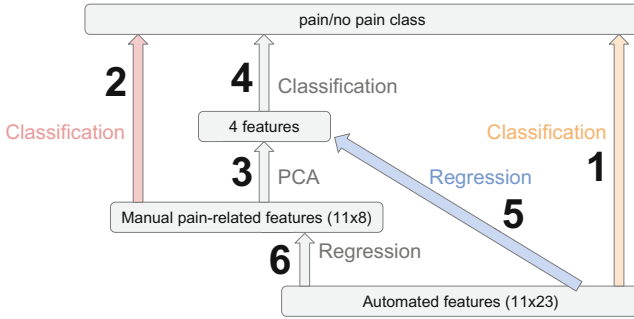 pain/no pain class
2
4
Classification
Classification
Classification
1
4 features
3
PCA
Regression
5
Manual pain-related features (11x8)
6
Regression
Automated features (11x23)